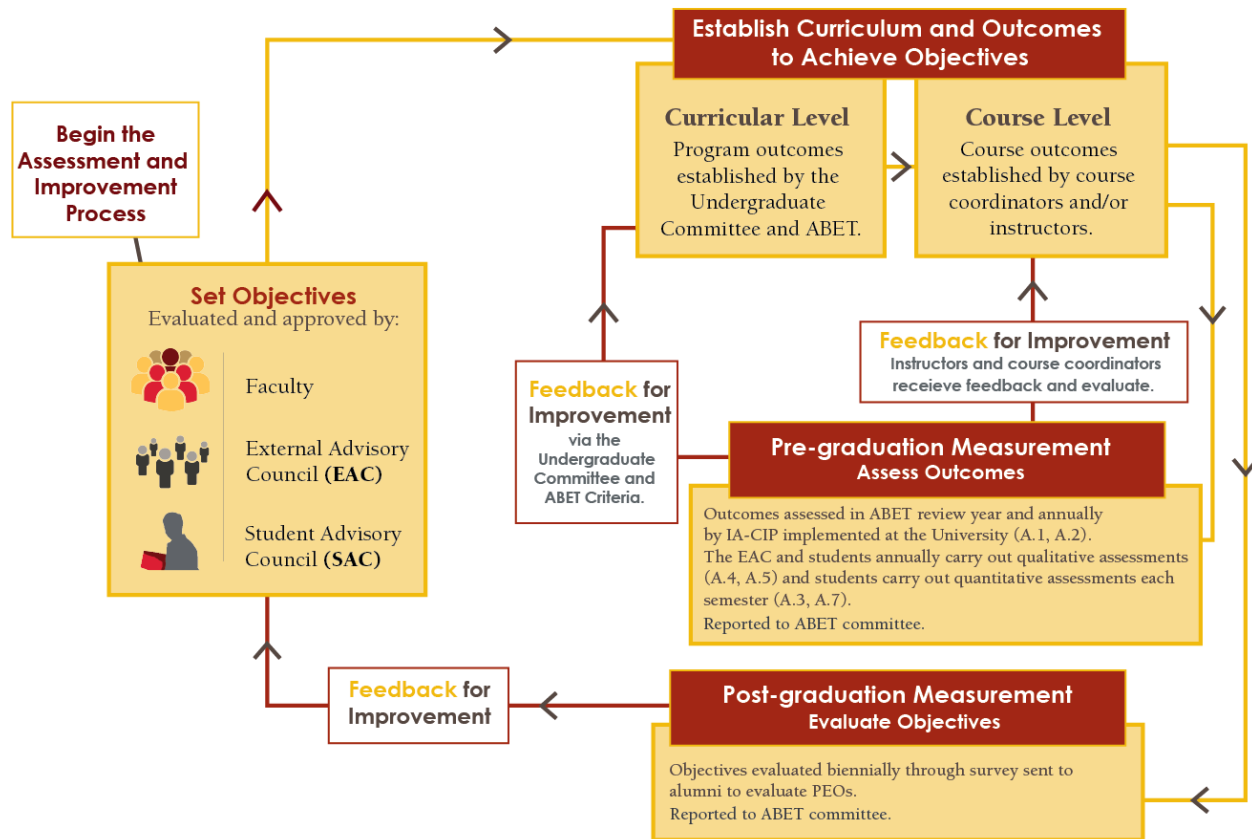 Establish Curriculum and Outcomes
to Achieve Objectives
Begin the
Assessment and
Improvement
Process
Curricular Level
Program outcomes
established by the
Undergraduate
Committee and ABET.
Course Level
Course outcomes
established by course
coordinators and/or
instructors.
Set Objectives
Evaluated and approved by:
Faculty
External Advisory
Council (EAC)
Student Advisory
Council (SAC)
Feedback for Improvement
Instructors and course coordinators
receieve feedback and evaluate.
Feedback for
Improvement
via the
Undergraduate
Committee and
ABET Criteria.
Pre-graduation Measurement
Assess Outcomes
Outcomes assessed in ABET review year and annually
by IA-CIP implemented at the University (A.1, A.2).
The EAC and students annually carry out qualitative assessments
(A.4, A.5) and students carry out quantitative assessments each
semester (A.3, A.7).
Reported to ABET committee.
Feedback for
Improvement
Post-graduation Measurement
Evaluate Objectives
Objectives evaluated biennially through survey sent to
alumni to evaluate PEOs.
Reported to ABET committee.